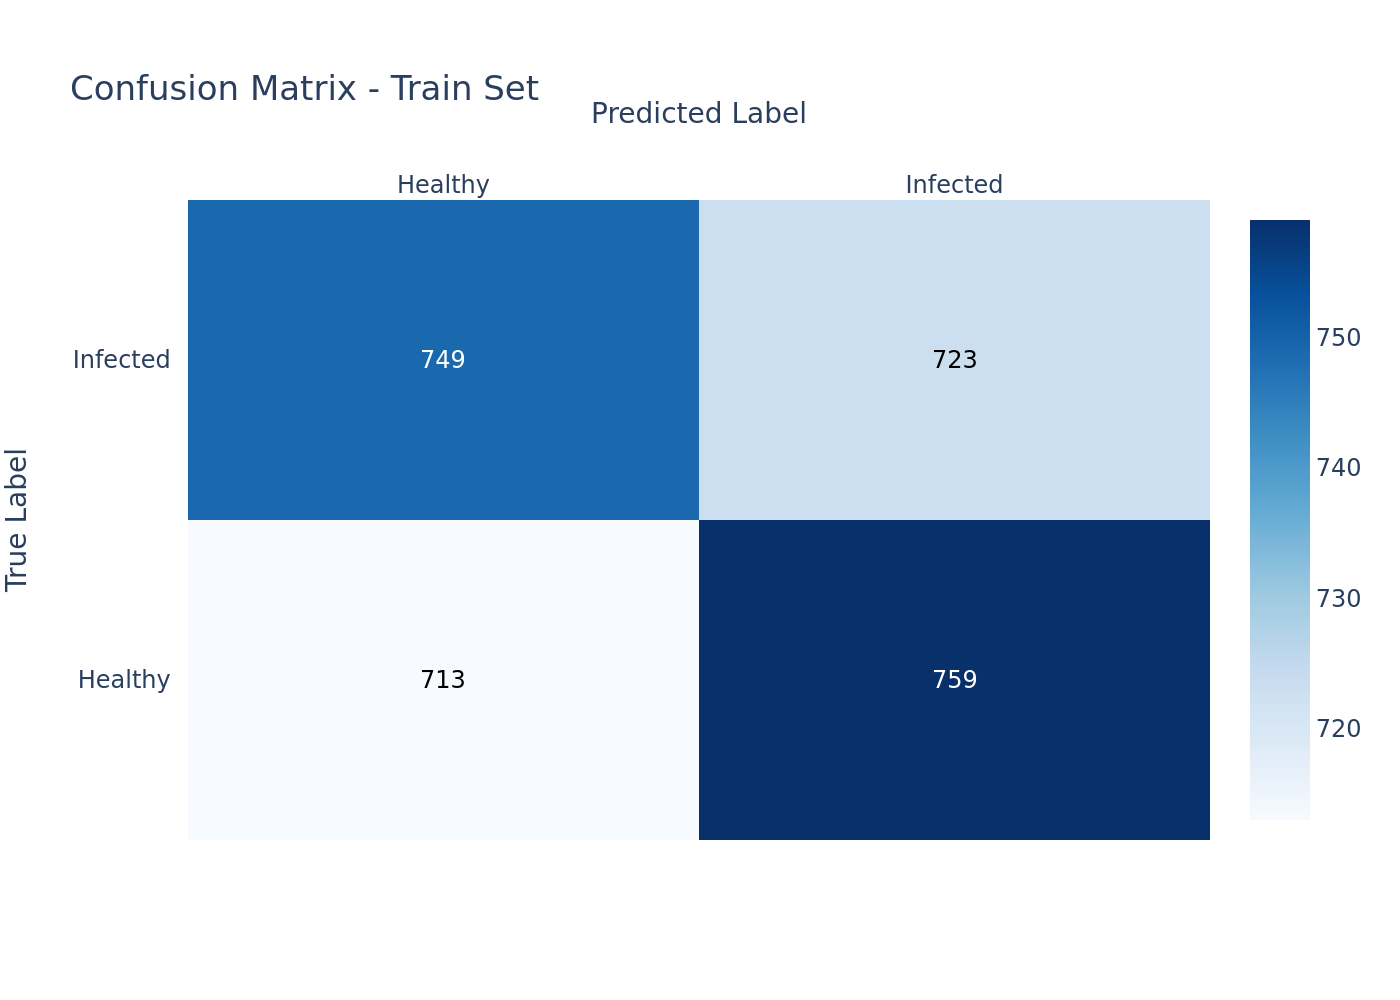 Confusion Matrix - Train Set
Predicted Label
Healthy Infected
Infected 749 723
True Label
Healthy 713 759
750
740
730
720